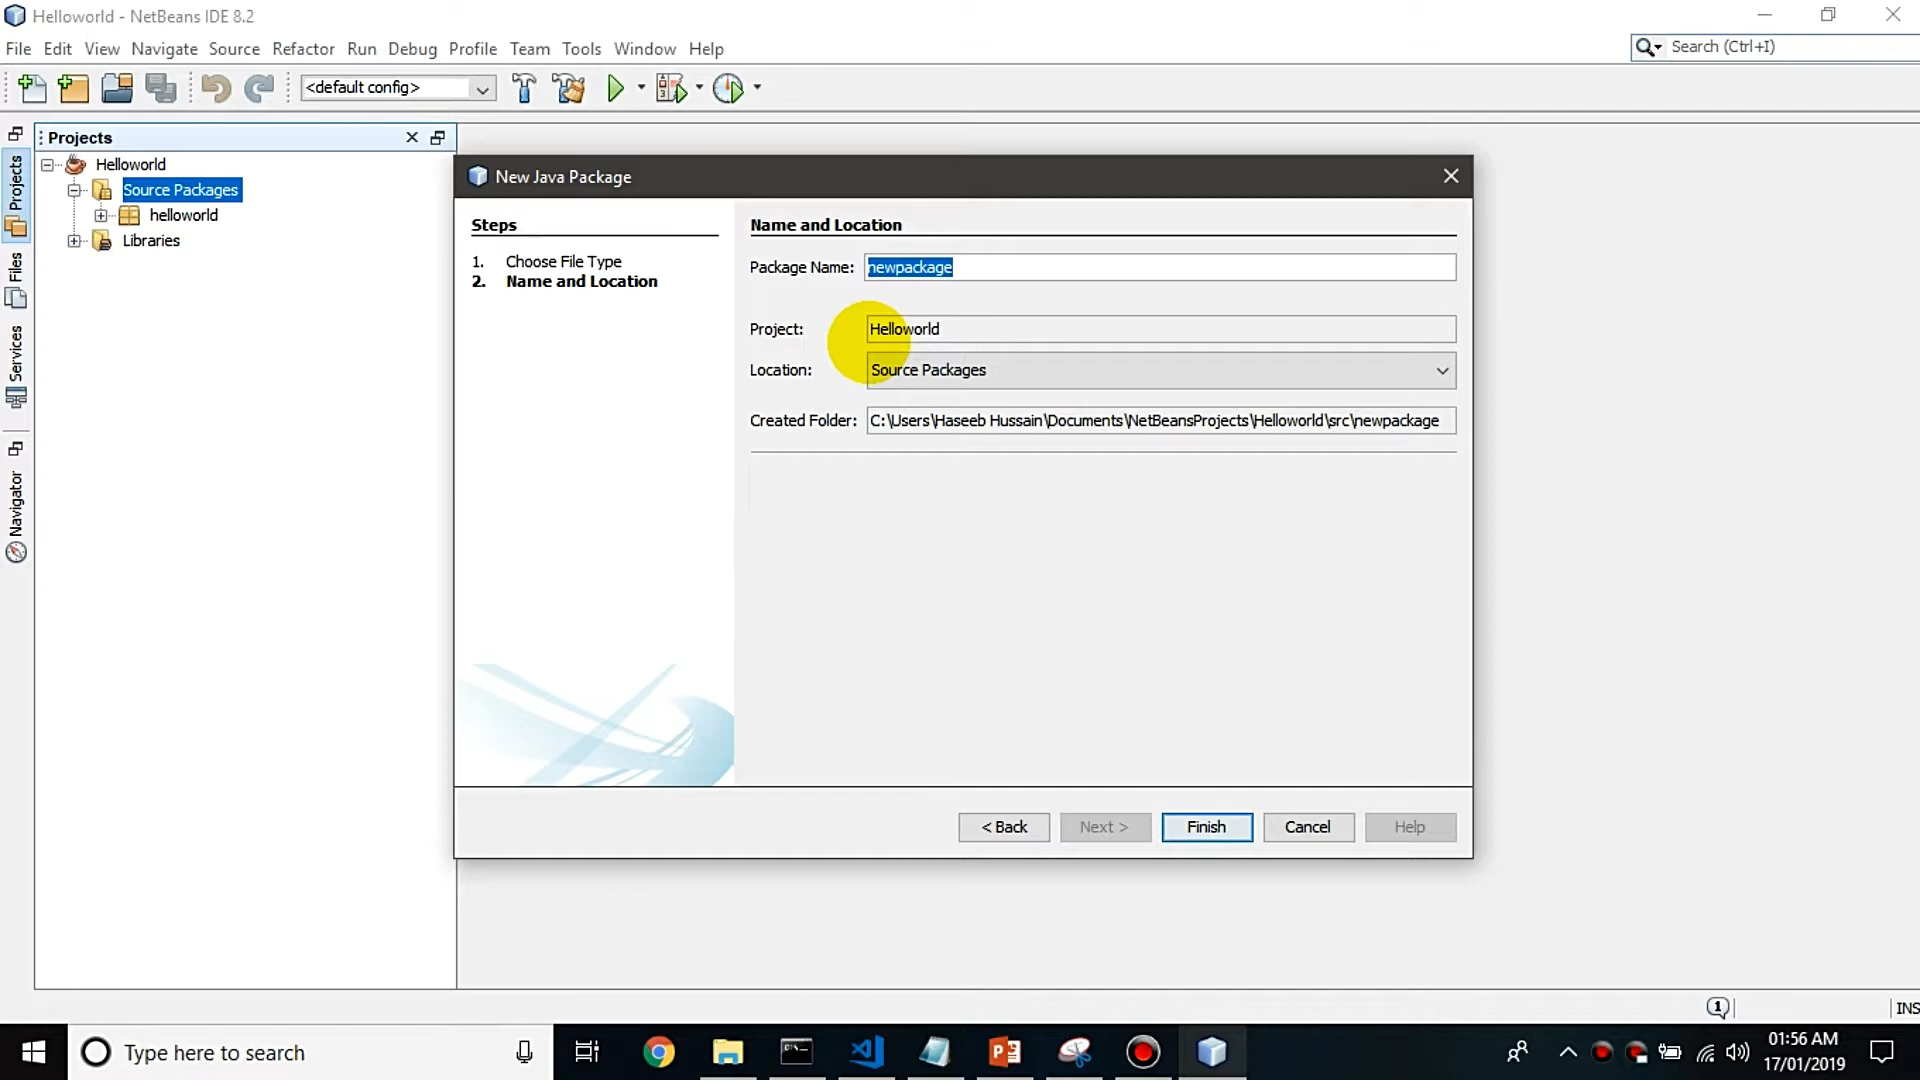 Helloworld - NetBeans IDE 8.2
File Edit View Navigate Source Refactor Run Debug Profile Team Tools Window Help
Search (Ctrl+I)
<default config>
Projects
Helloworld
Source Packages
helloworld
Libraries
Projects
Files
Services
Navigator
New Java Package
Steps
1. Choose File Type
2. Name and Location
Name and Location
Package Name: newpackage
Project: Helloworld
Location: Source Packages
Created Folder: C:\Users\Haseeb Hussain\Documents\NetBeansProjects\Helloworld\src\newpackage
< Back Next > Finish Cancel Help
1 INS
Type here to search
01:56 AM
17/01/2019